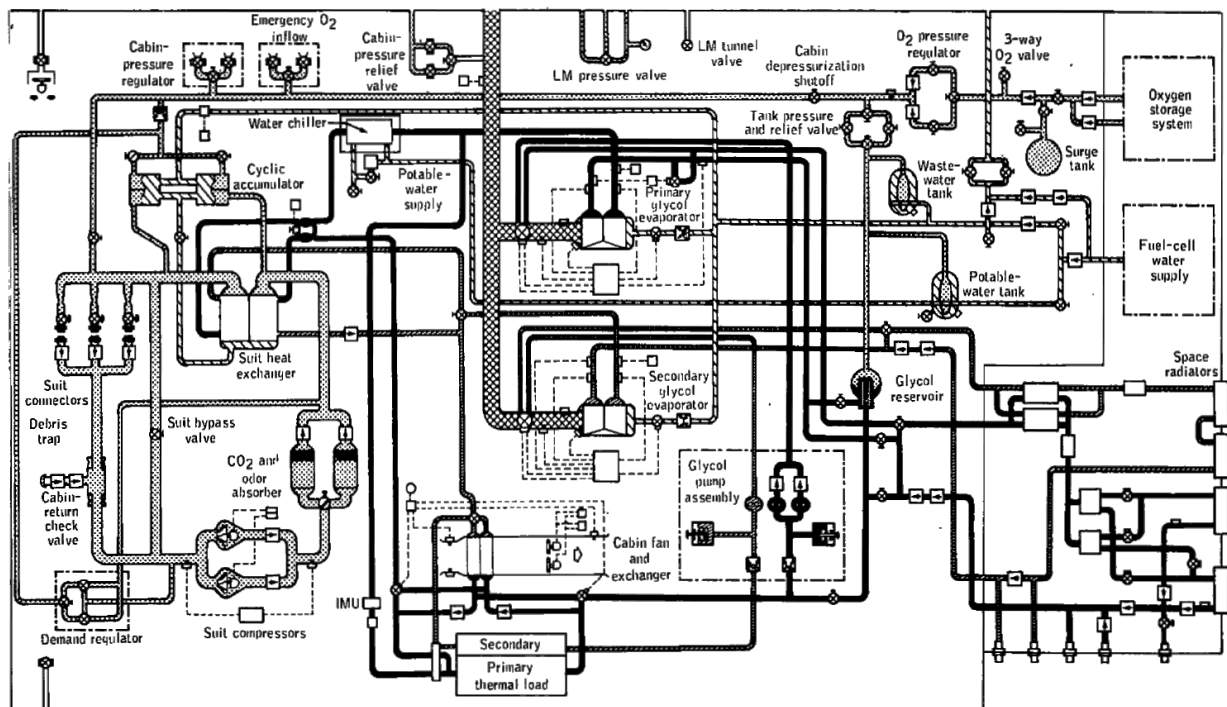 Emergency O2
inflow
Cabin-
pressure
regulator
Cabin-
pressure
relief
valve
LM pressure valve
LM tunnel
valve
Cabin
depressurization
shutoff
O2 pressure
regulator
3-way
O2 valve
Oxygen
storage
system
Water chiller
Tank pressure
and relief valve
Surge
tank
Cyclic
accumulator
Potable-
water
supply
Primary
glycol
evaporator
Waste-
water
tank
Fuel-cell
water
supply
Potable-
water tank
Suit heat
exchanger
Space
radiators
Suit
connectors
Secondary
glycol
evaporator
Glycol
reservoir
Debris
trap
Suit bypass
valve
CO2 and
odor
absorber
Glycol
pump
assembly
Cabin-
return
check
valve
Cabin fan
and
exchanger
IMU
Demand regulator
Suit compressors
Secondary
Primary
thermal load